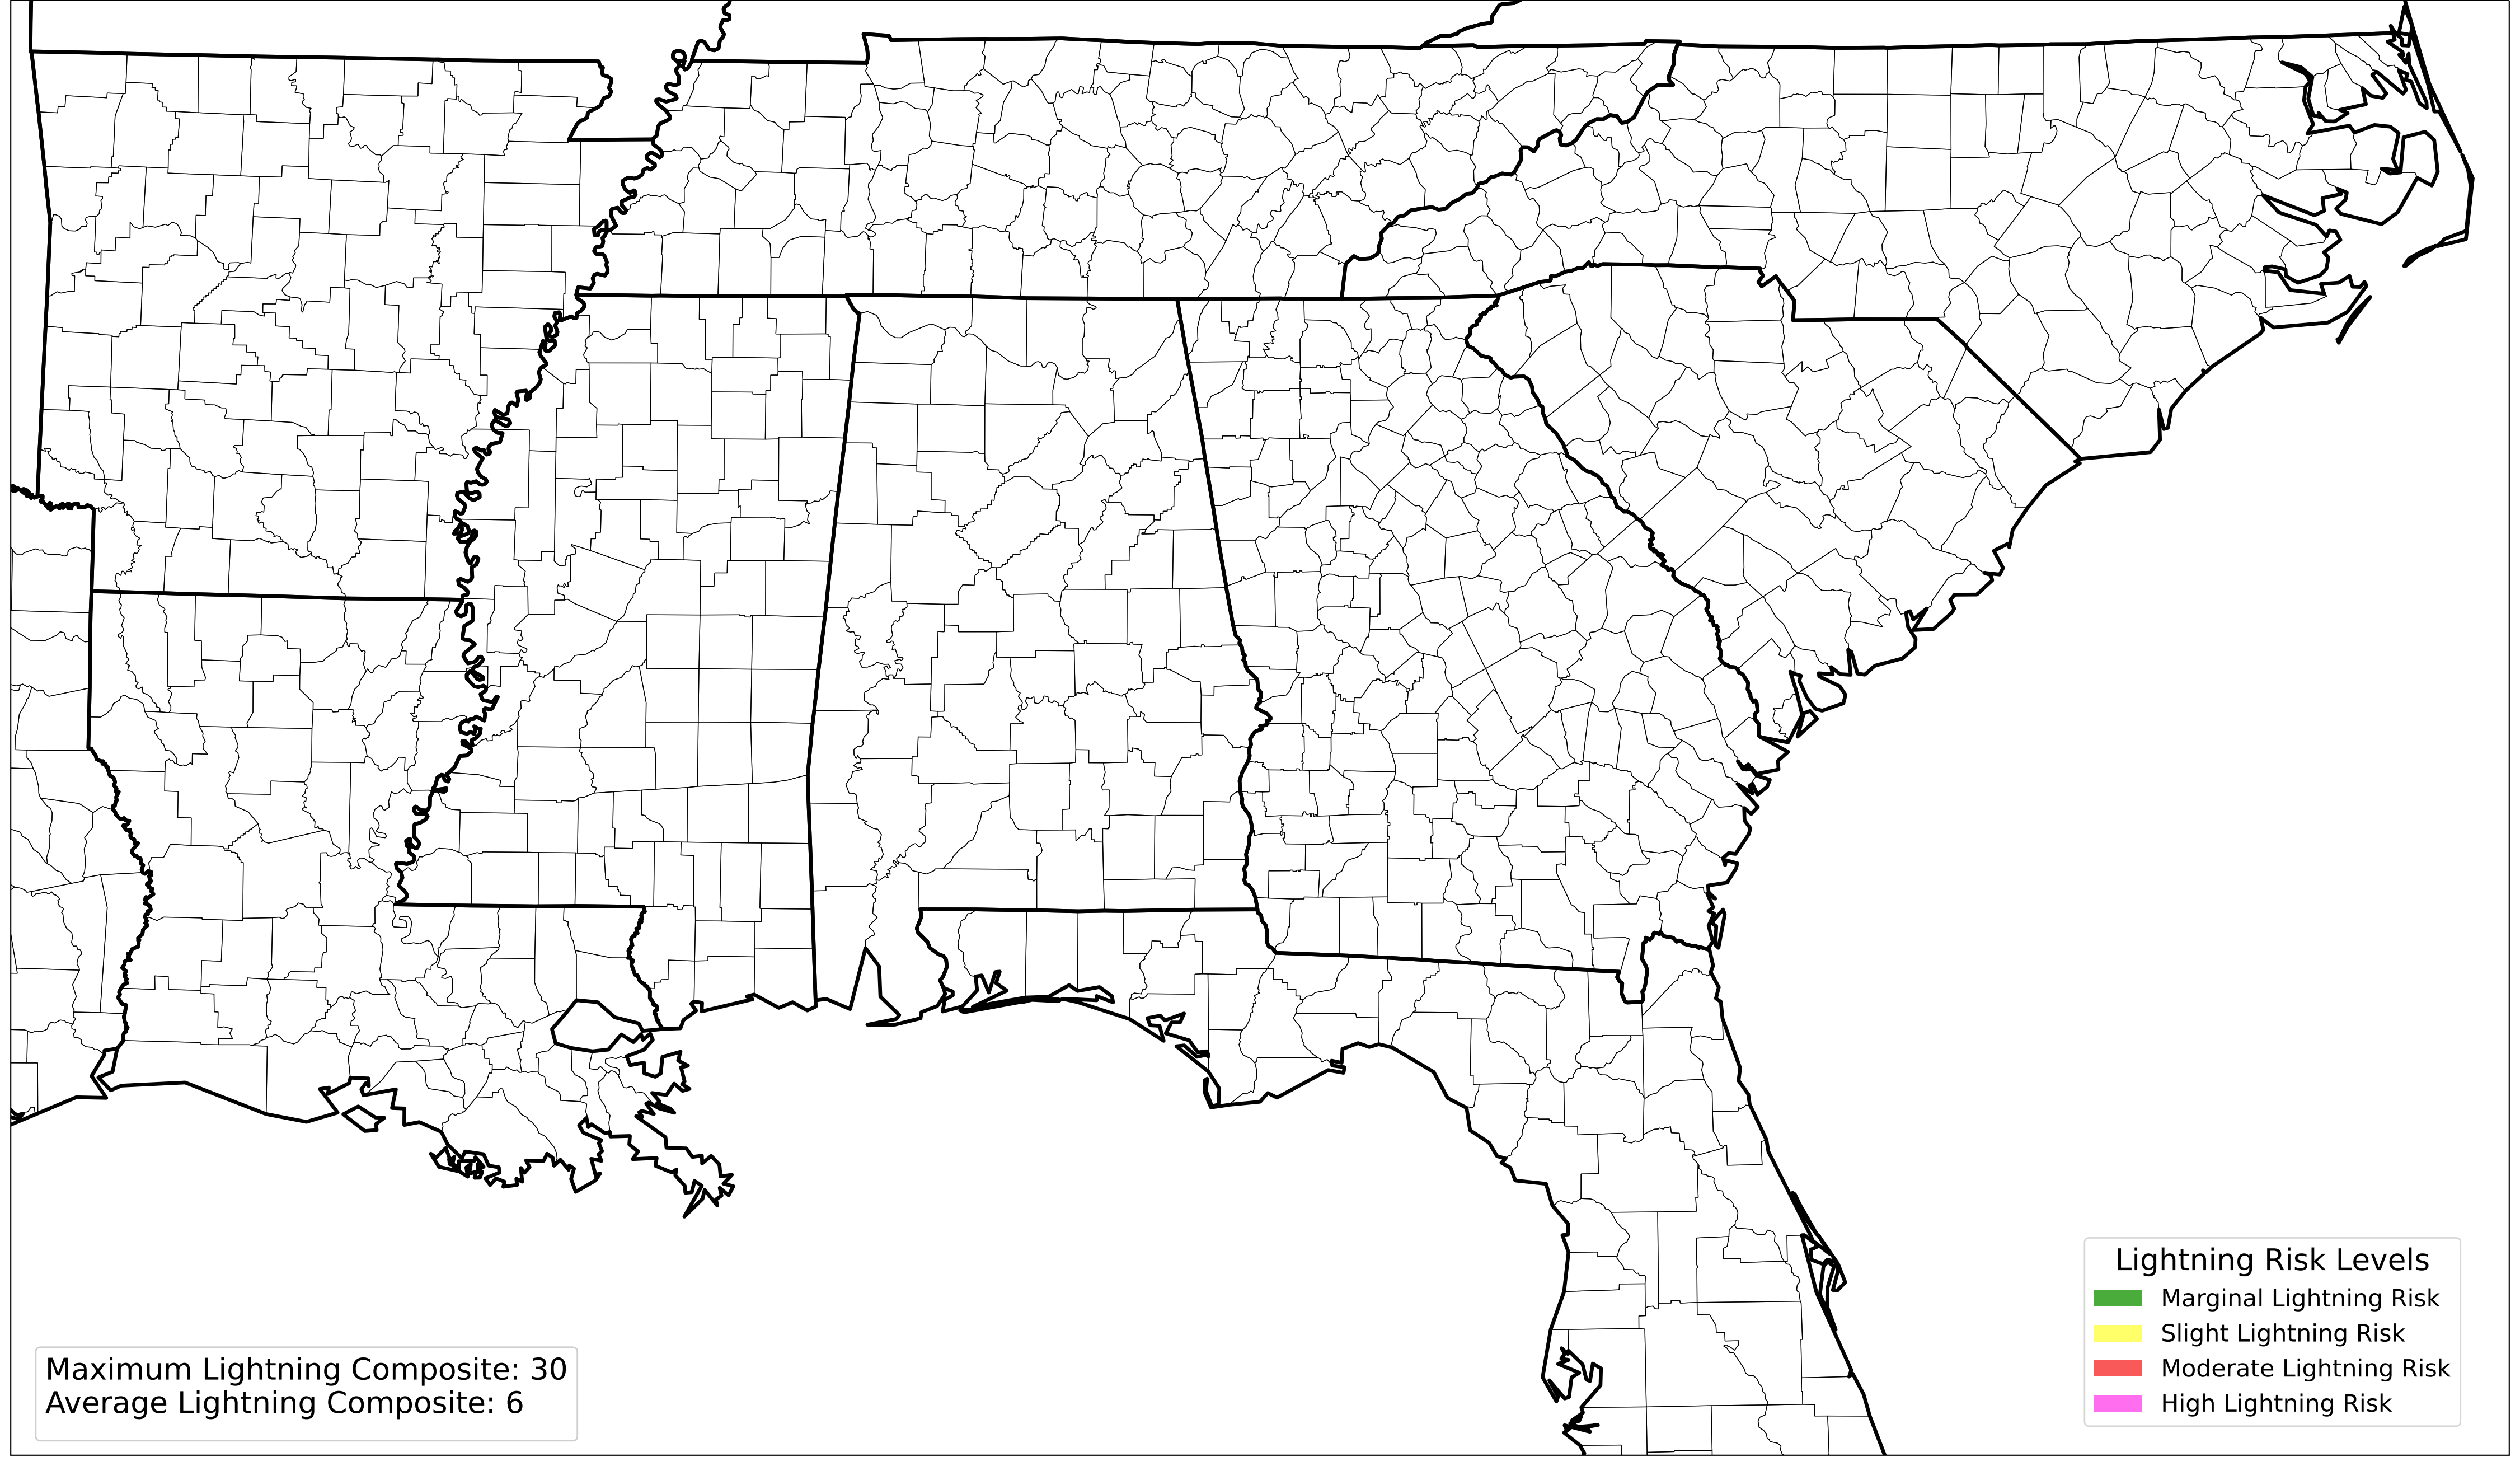 Maximum Lightning Composite: 30
Average Lightning Composite: 6
Lightning Risk Levels
Marginal Lightning Risk
Slight Lightning Risk
Moderate Lightning Risk
High Lightning Risk